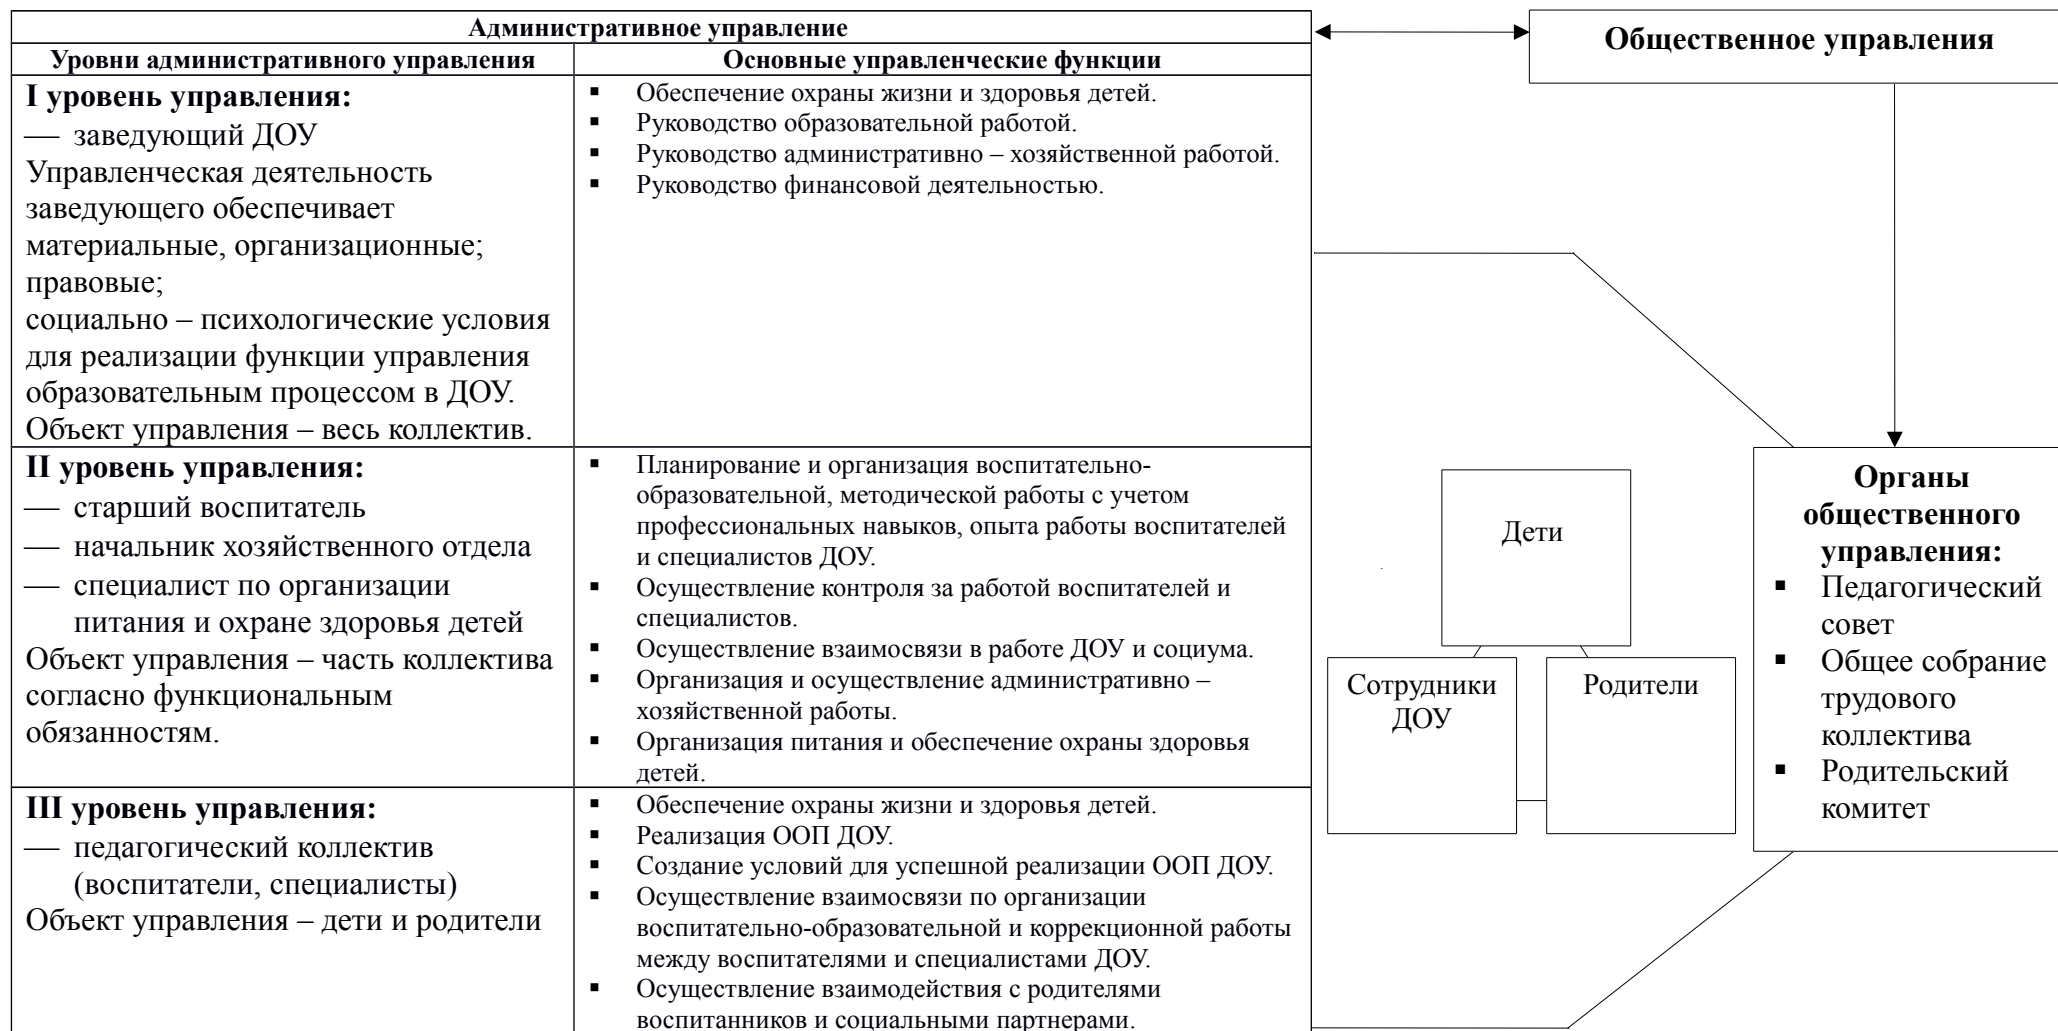 Административное управление
Уровни административного управления
Основные управленческие функции
I уровень управления:
— заведующий ДОУ
Управленческая деятельность
заведующего обеспечивает
материальные, организационные;
правовые;
социально – психологические условия
для реализации функции управления
образовательным процессом в ДОУ.
Объект управления – весь коллектив.
▪ Обеспечение охраны жизни и здоровья детей.
▪ Руководство образовательной работой.
▪ Руководство административно – хозяйственной работой.
▪ Руководство финансовой деятельностью.
II уровень управления:
— старший воспитатель
— начальник хозяйственного отдела
— специалист по организации
питания и охране здоровья детей
Объект управления – часть коллектива
согласно функциональным
обязанностям.
▪ Планирование и организация воспитательно-
образовательной, методической работы с учетом
профессиональных навыков, опыта работы воспитателей
и специалистов ДОУ.
▪ Осуществление контроля за работой воспитателей и
специалистов.
▪ Осуществление взаимосвязи в работе ДОУ и социума.
▪ Организация и осуществление административно –
хозяйственной работы.
▪ Организация питания и обеспечение охраны здоровья
детей.
III уровень управления:
— педагогический коллектив
(воспитатели, специалисты)
Объект управления – дети и родители
▪ Обеспечение охраны жизни и здоровья детей.
▪ Реализация ООП ДОУ.
▪ Создание условий для успешной реализации ООП ДОУ.
▪ Осуществление взаимосвязи по организации
воспитательно-образовательной и коррекционной работы
между воспитателями и специалистами ДОУ.
▪ Осуществление взаимодействия с родителями
воспитанников и социальными партнерами.
Общественное управления
Дети
Сотрудники
ДОУ
Родители
Органы
общественного
управления:
▪ Педагогический
совет
▪ Общее собрание
трудового
коллектива
▪ Родительский
комитет